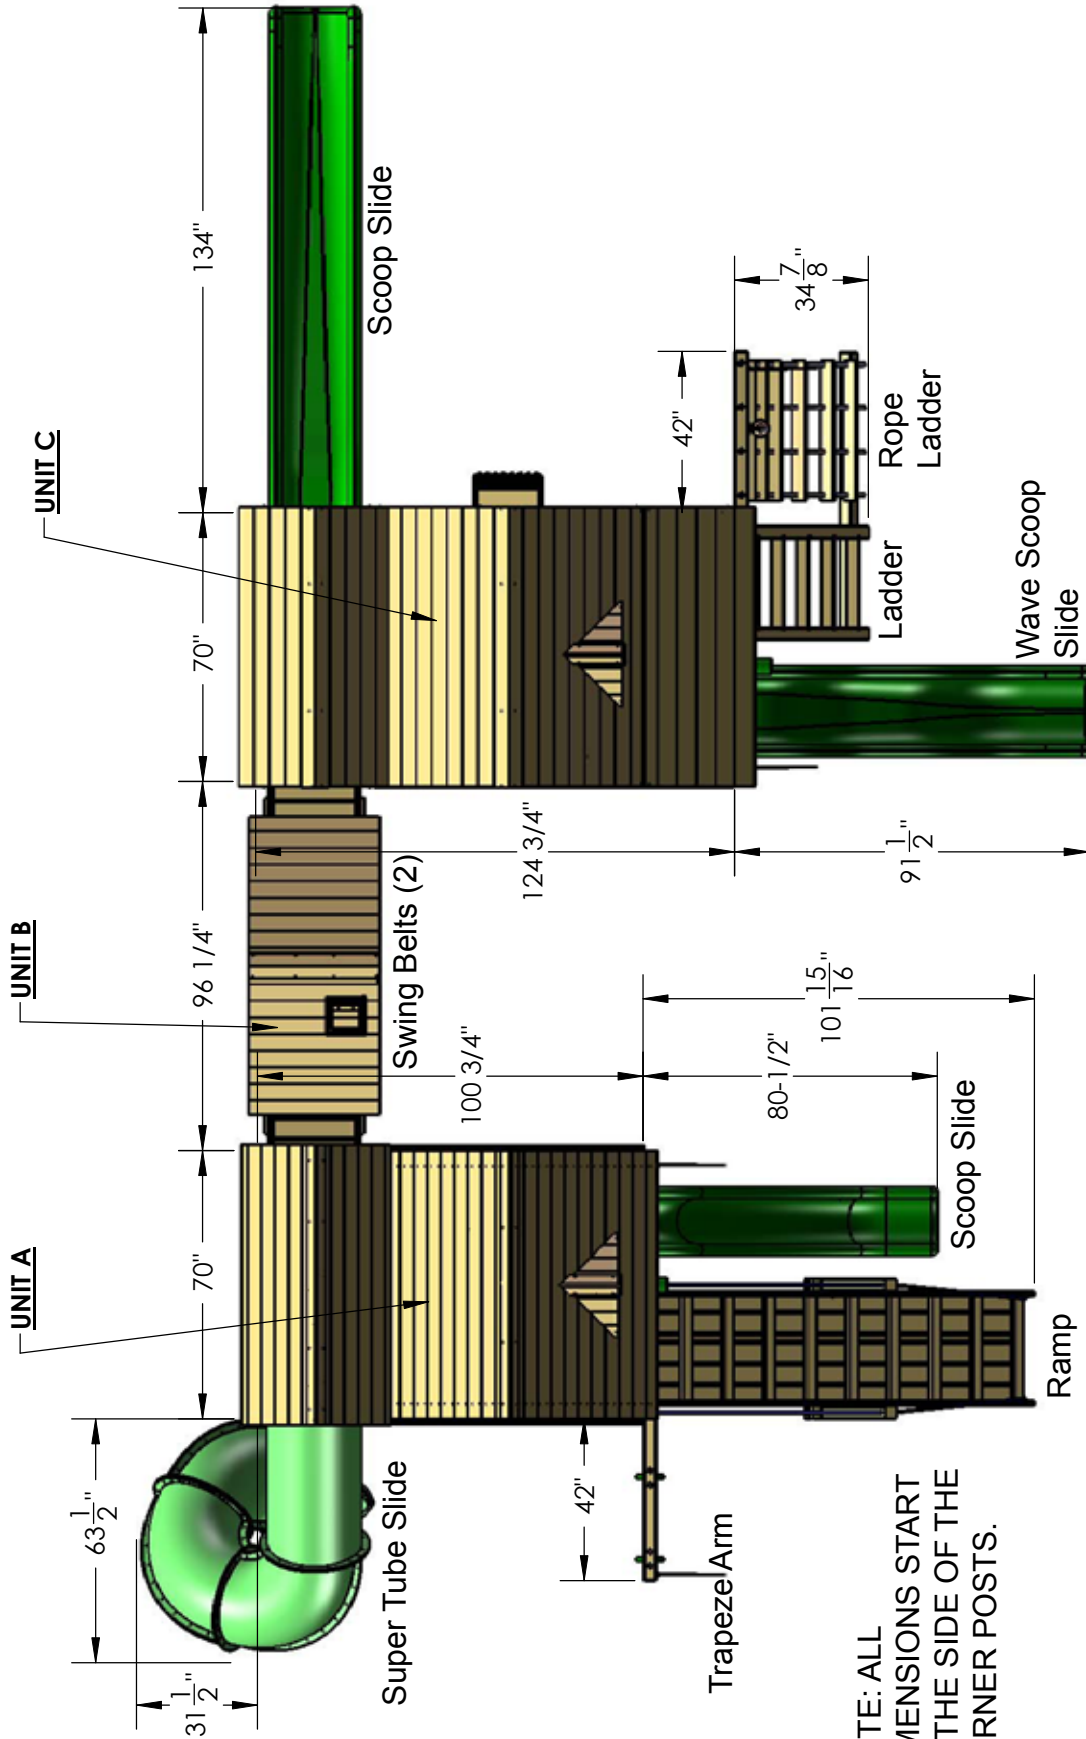 UNIT A
UNIT B
UNIT C
63 1/2"
31 1/2"
70"
96 1/4"
70"
134"
Super Tube Slide
Swing Belts (2)
Scoop Slide
100 3/4"
124 3/4"
42"
42"
Trapeze Arm
80-1/2"
101 15/16"
91 1/2"
34 7/8"
Ladder
Rope
Ladder
Scoop Slide
Wave Scoop
Slide
Ramp
TE: ALL
MENSIONS START
THE SIDE OF THE
RNER POSTS.